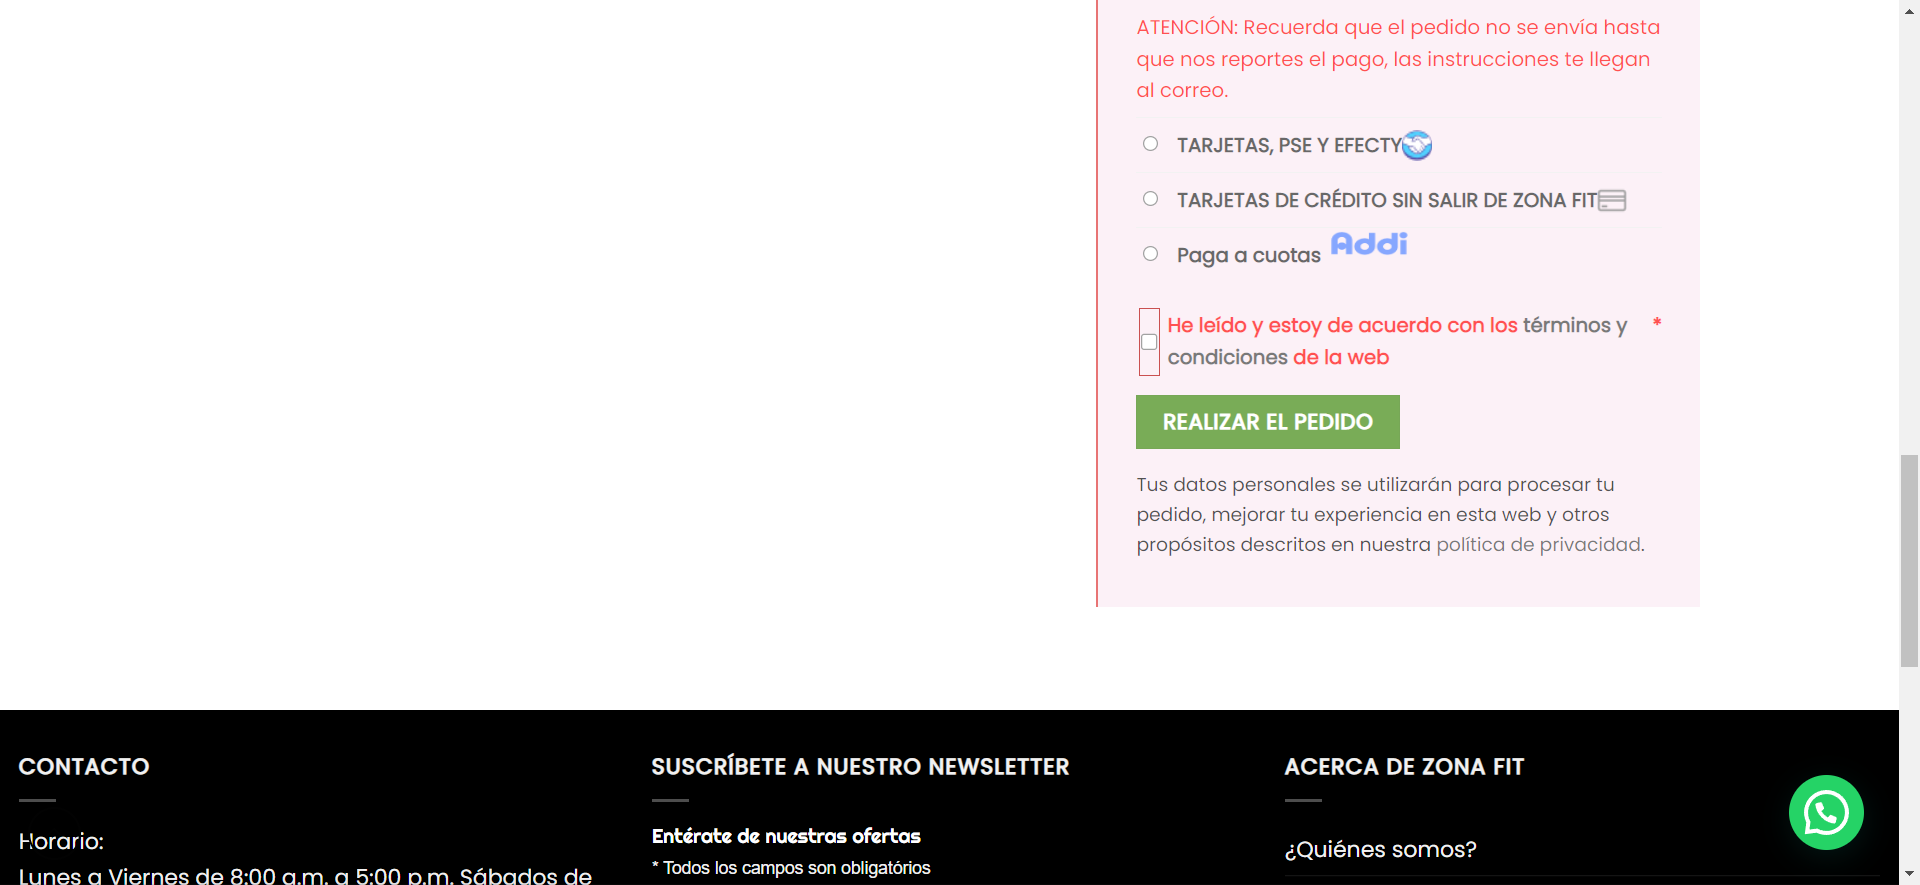 ATENCIÓN: Recuerda que el pedido no se envía hasta
que nos reportes el pago, las instrucciones te llegan
al correo.
TARJETAS, PSE Y EFECTY
TARJETAS DE CRÉDITO SIN SALIR DE ZONA FIT
Paga a cuotas Addi
He leído y estoy de acuerdo con los términos y *
condiciones de la web
REALIZAR EL PEDIDO
Tus datos personales se utilizarán para procesar tu
pedido, mejorar tu experiencia en esta web y otros
propósitos descritos en nuestra política de privacidad.
CONTACTO
Horario:
Lunes a Viernes de 8:00 a.m. a 5:00 p.m. Sábados de
SUSCRÍBETE A NUESTRO NEWSLETTER
Entérate de nuestras ofertas
* Todos los campos son obligatórios
ACERCA DE ZONA FIT
¿Quiénes somos?